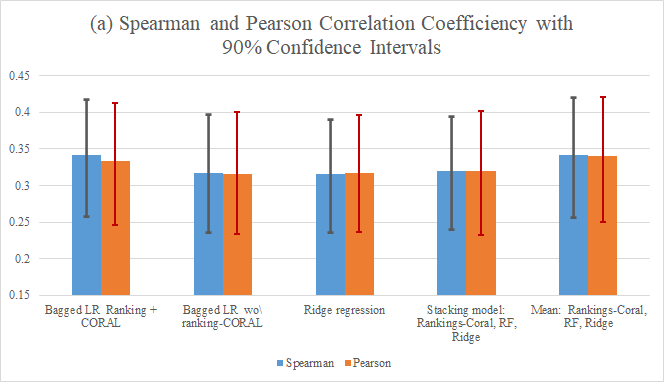 (a) Spearman and Pearson Correlation Coefficiency with
90% Confidence Intervals
0.45
0.4
0.35
0.3
0.25
0.2
0.15
Bagged LR Ranking +
CORAL
Bagged LR wo\
ranking-CORAL
Ridge regression
Stacking model:
Rankings-Coral, RF,
Ridge
Mean: Rankings-Coral,
RF, Ridge
Spearman
Pearson